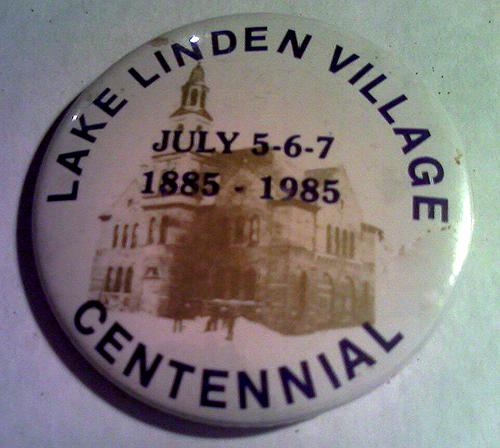 LAKE LINDEN VILLAGE
JULY 5-6-7
1885 - 1985
CENTENNIAL